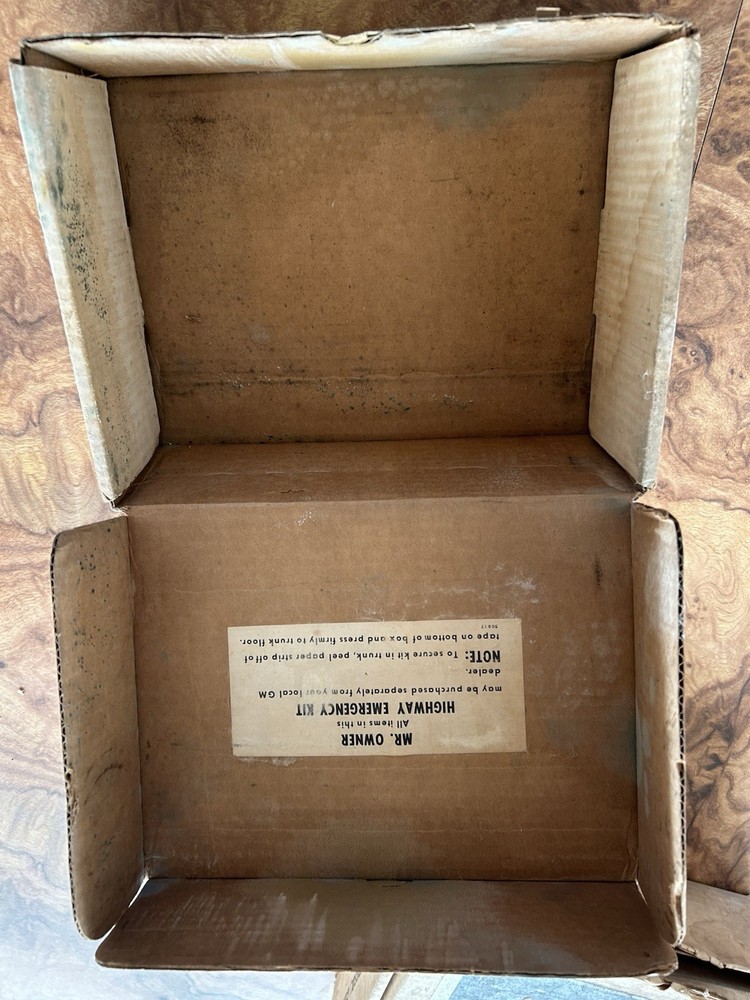 MR. OWNER
All items in this
HIGHWAY EMERGENCY KIT
may be purchased separately from your local GM
dealer.
NOTE: To secure kit in trunk, peel paper strip off of
tape on bottom of box and press firmly to trunk floor.